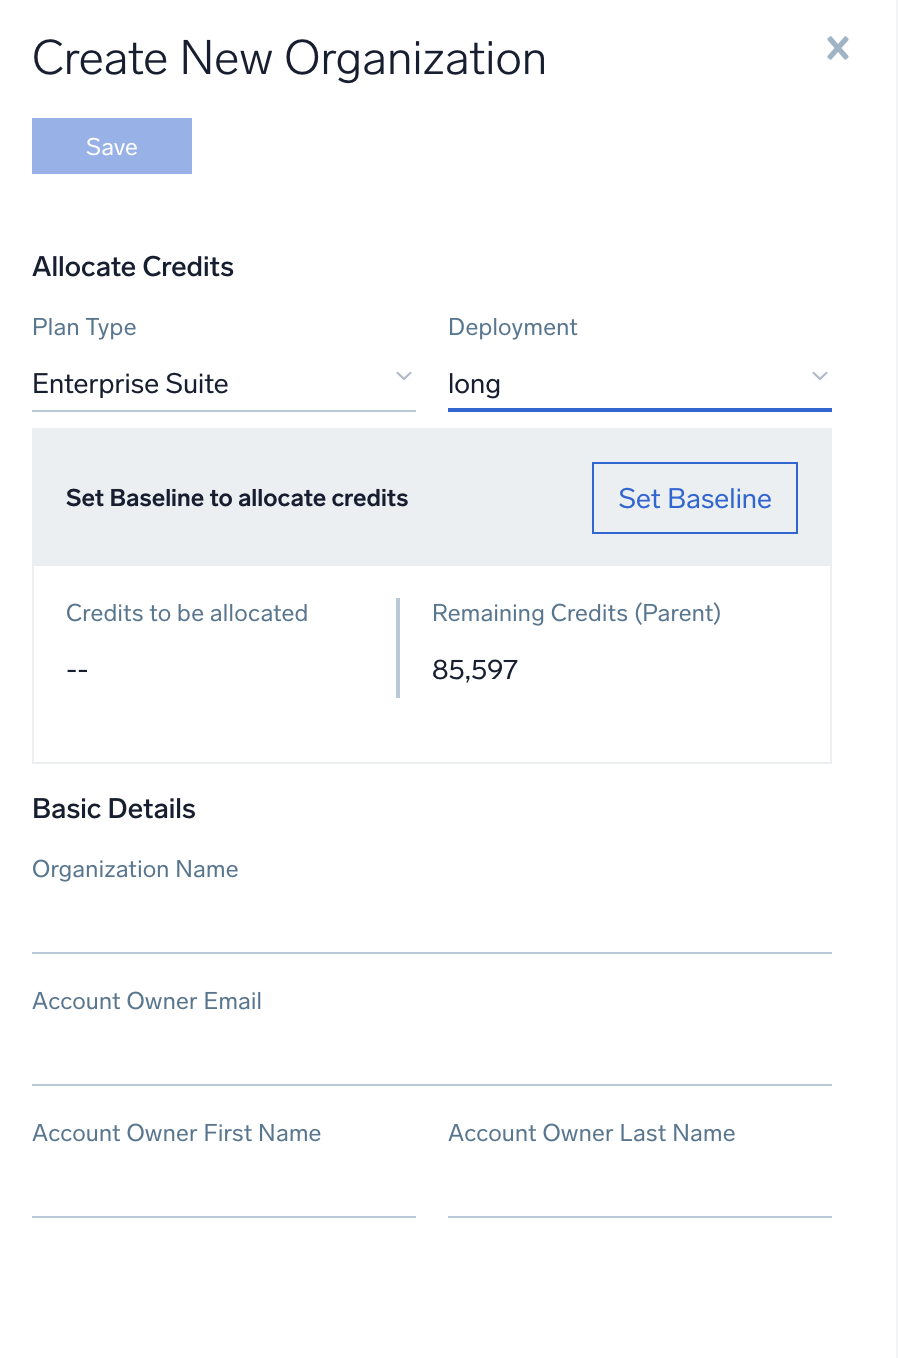 Create New Organization
Save
Allocate Credits
Plan Type
Deployment
Enterprise Suite
long
Set Baseline to allocate credits
Set Baseline
Credits to be allocated
Remaining Credits (Parent)
--
85,597
Basic Details
Organization Name
Account Owner Email
Account Owner First Name
Account Owner Last Name